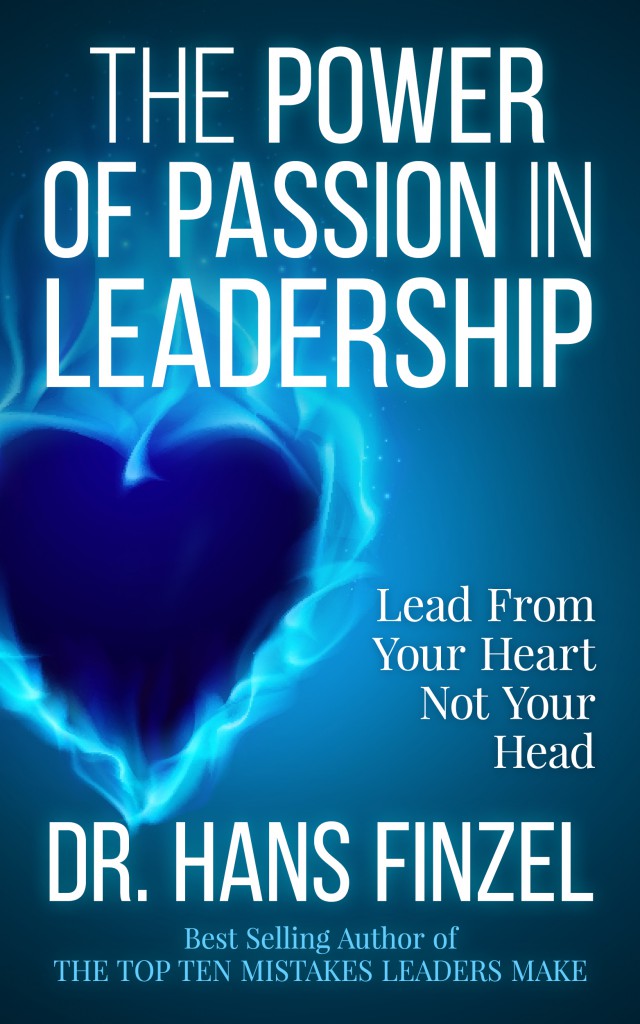 THE POWER
OF PASSION IN
LEADERSHIP
Lead From
Your Heart
Not Your
Head
DR. HANS FINZEL
Best Selling Author of
THE TOP TEN MISTAKES LEADERS MAKE